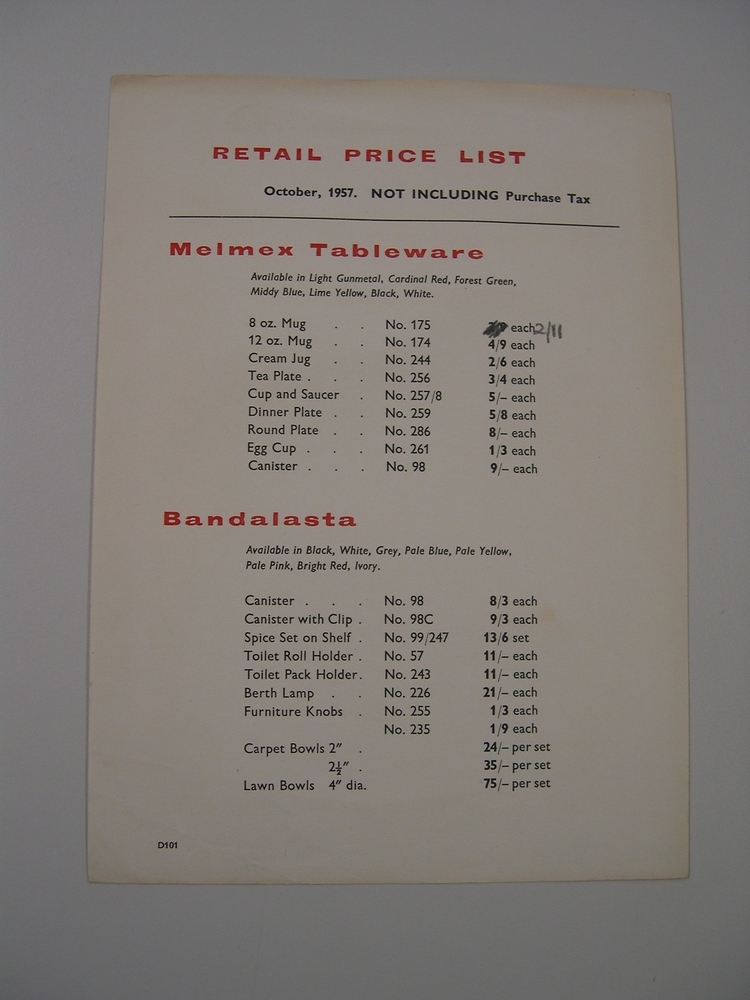 RETAIL PRICE LIST
October, 1957. NOT INCLUDING Purchase Tax
Melmex Tableware
Available in Light Gunmetal, Cardinal Red, Forest Green,
Middy Blue, Lime Yellow, Black, White.
8 oz. Mug . . No. 175 each 2/11
12 oz. Mug . . No. 174 4/9 each
Cream Jug . . No. 244 2/6 each
Tea Plate . . . No. 256 3/4 each
Cup and Saucer . No. 257/8 5/– each
Dinner Plate . . No. 259 5/8 each
Round Plate . . No. 286 8/– each
Egg Cup . . . No. 261 1/3 each
Canister . . . No. 98 9/– each
Bandalasta
Available in Black, White, Grey, Pale Blue, Pale Yellow,
Pale Pink, Bright Red, Ivory.
Canister . . . No. 98 8/3 each
Canister with Clip . No. 98C 9/3 each
Spice Set on Shelf . No. 99/247 13/6 set
Toilet Roll Holder . No. 57 11/– each
Toilet Pack Holder . No. 243 11/– each
Berth Lamp . . No. 226 21/– each
Furniture Knobs . No. 255 1/3 each
No. 235 1/9 each
Carpet Bowls 2″ . 24/– per set
2½″ . 35/– per set
Lawn Bowls 4″ dia. 75/– per set
D101